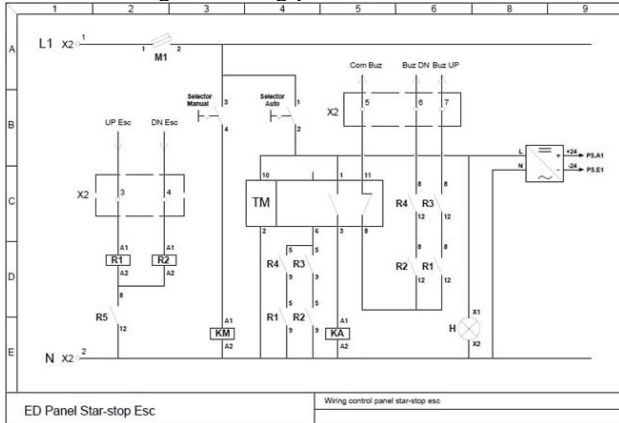 1 2 3 4 5 6 7 8 9
A
L1 X2 1
1 2
M1
Com Buz Buz DN Buz UP
Selector Manual
3
4
Selector Auto
1
2
5 6 7
X2
B
UP Esc DN Esc
L
N
+
-
+24 P5.A1
-24 P5.E1
10 1 11
TM
2 6 3 8
C
X2
3 4
8 8
R4 R3
12 12
A1 A1
R1 R2
A2 A2
D
5 5
R4 R3
9 9
8 8
R2 R1
12 12
8
R5
12
5 5
R1 R2
9 9
A1
KM
A2
A1
KA
A2
X1
H
X2
E
N X2 2
ED Panel Star-stop Esc
Wiring control panel star-stop esc